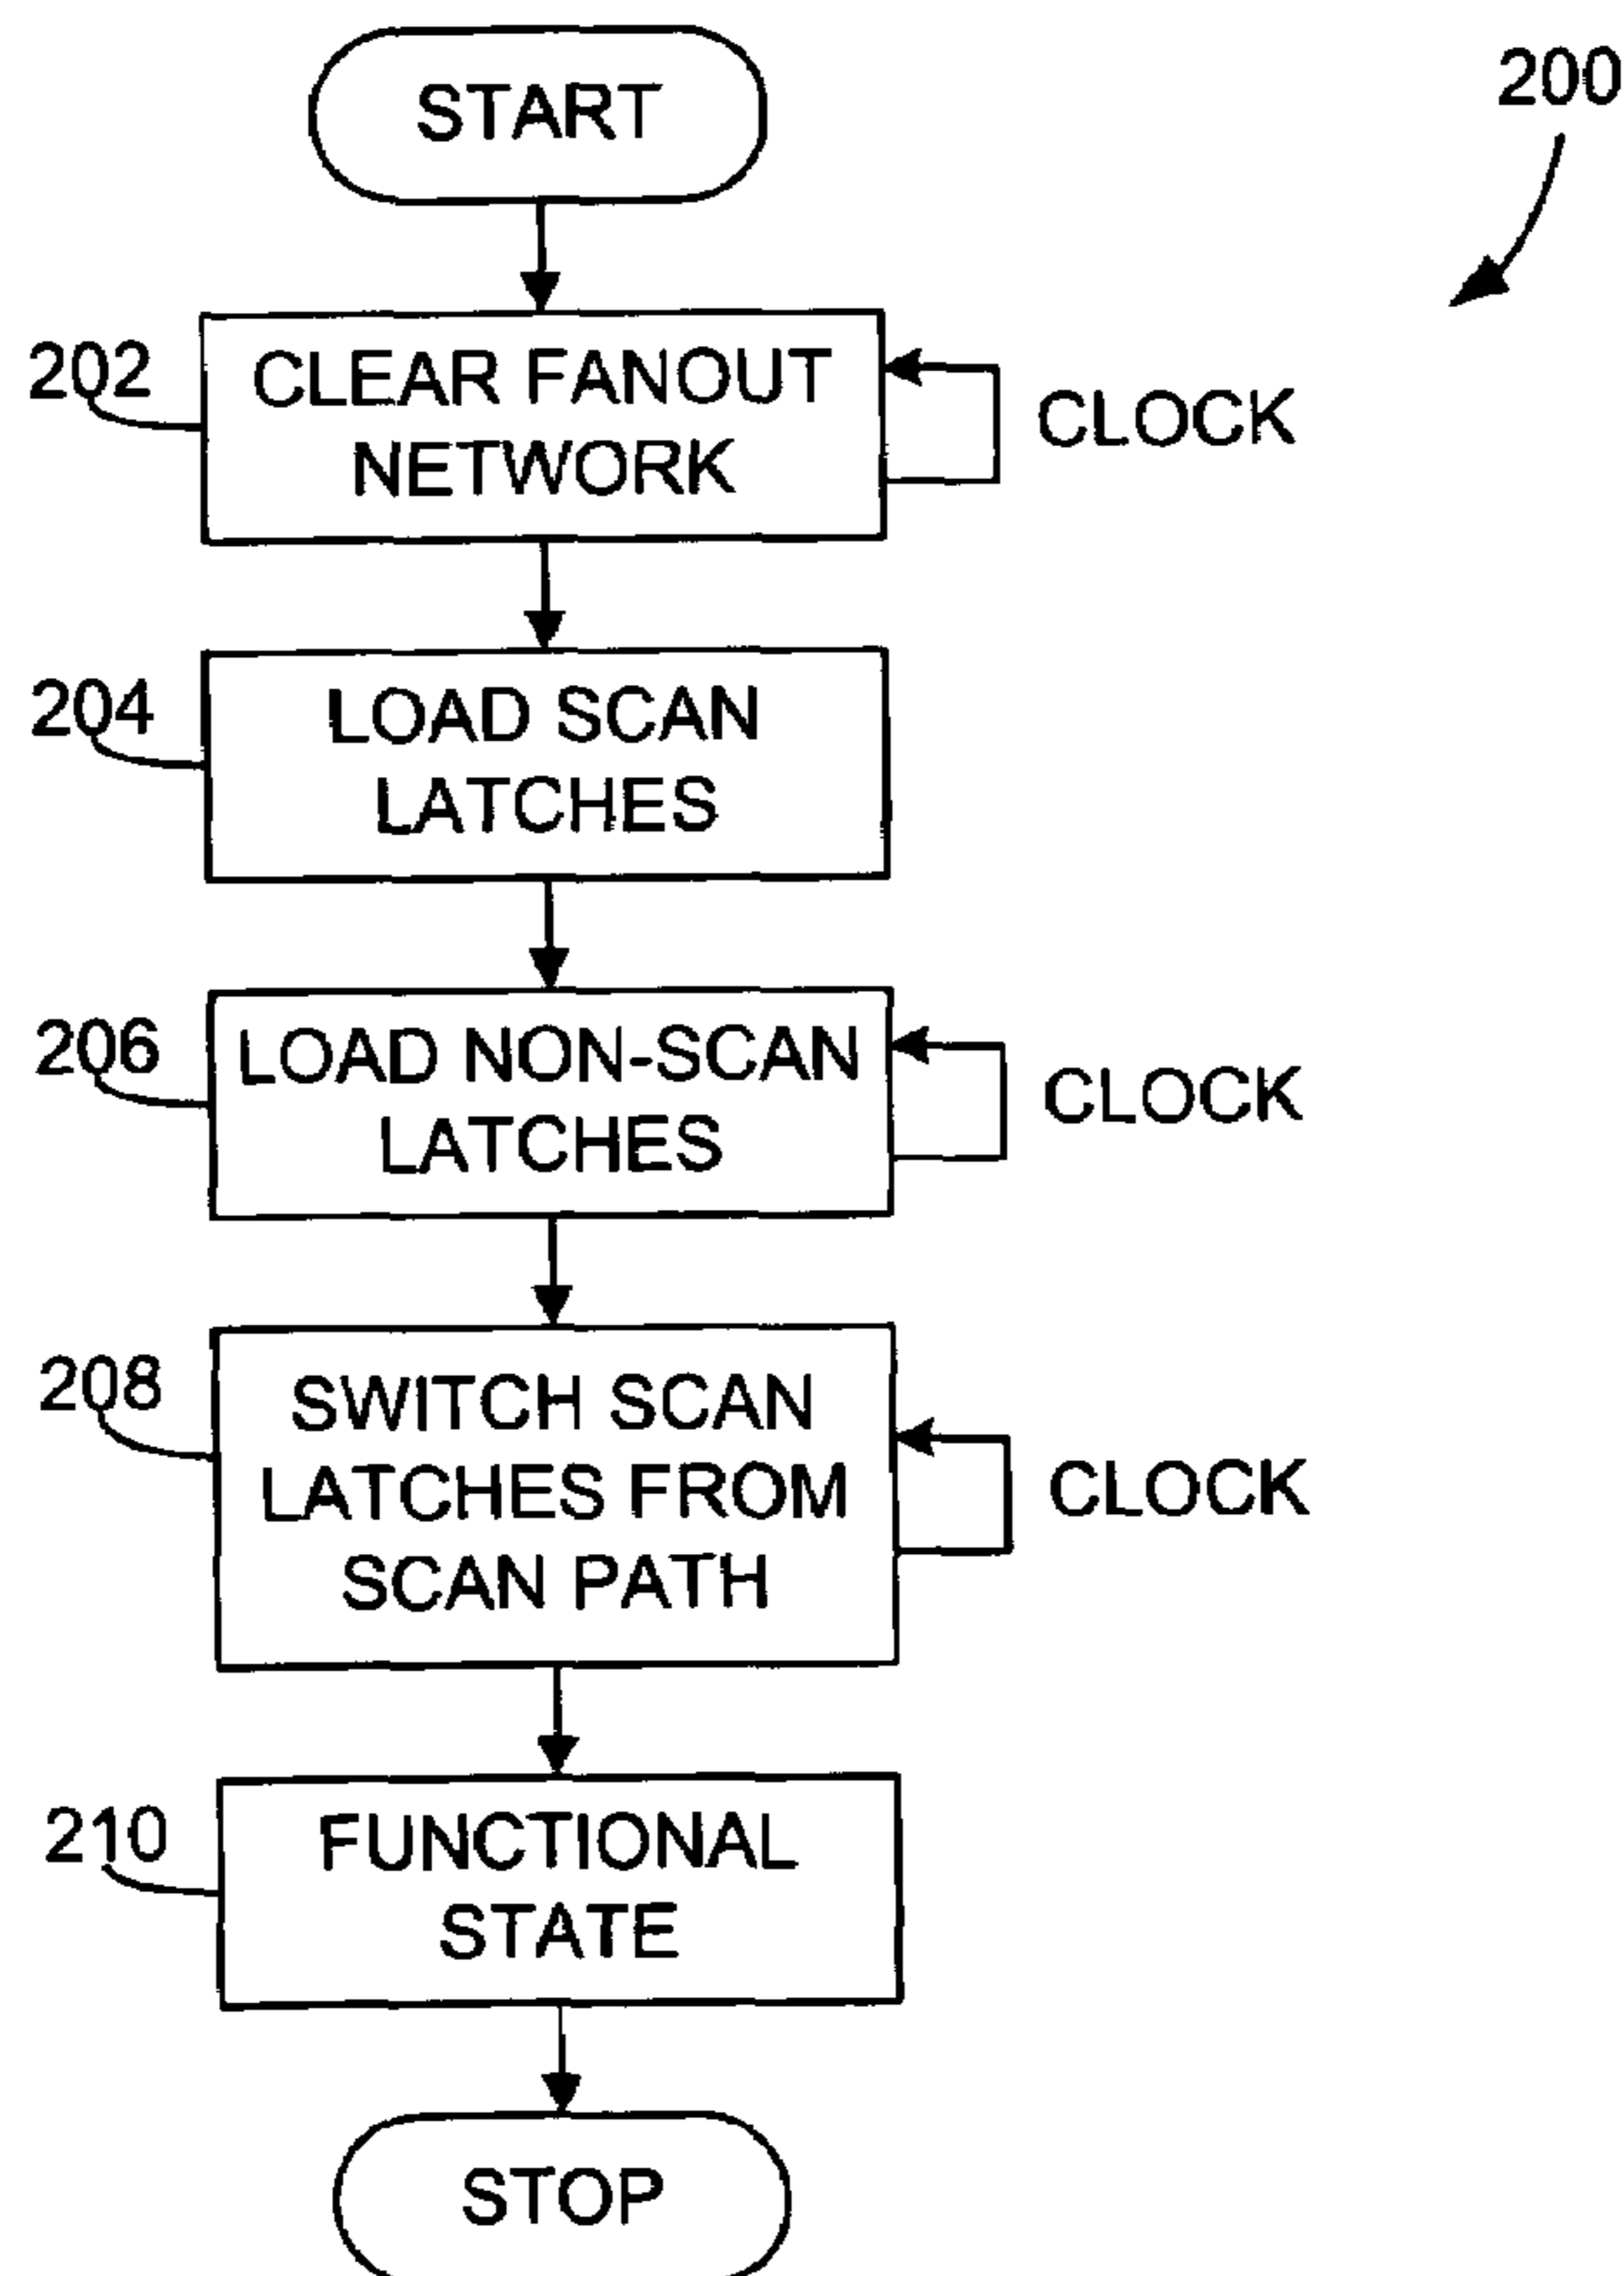 START
200
202
CLEAR FANOUT
NETWORK
CLOCK
204
LOAD SCAN
LATCHES
206
LOAD NON-SCAN
LATCHES
CLOCK
208
SWITCH SCAN
LATCHES FROM
SCAN PATH
CLOCK
210
FUNCTIONAL
STATE
STOP